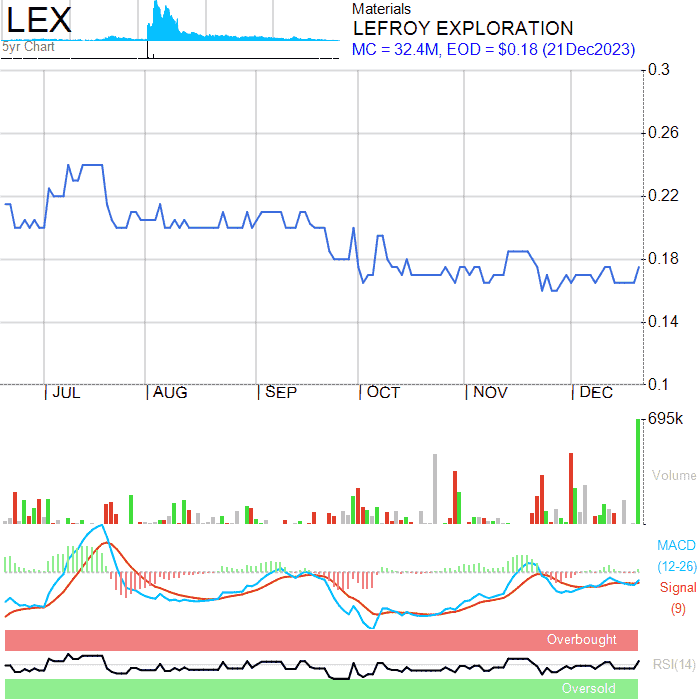 LEX
5yr Chart
Materials
LEFROY EXPLORATION
MC = 32.4M, EOD = $0.18 (21Dec2023)
0.3
0.26
0.22
0.18
0.14
0.1
JUL AUG SEP OCT NOV DEC
695k
Volume
MACD
(12-26)
Signal
(9)
Overbought
RSI(14)
Oversold